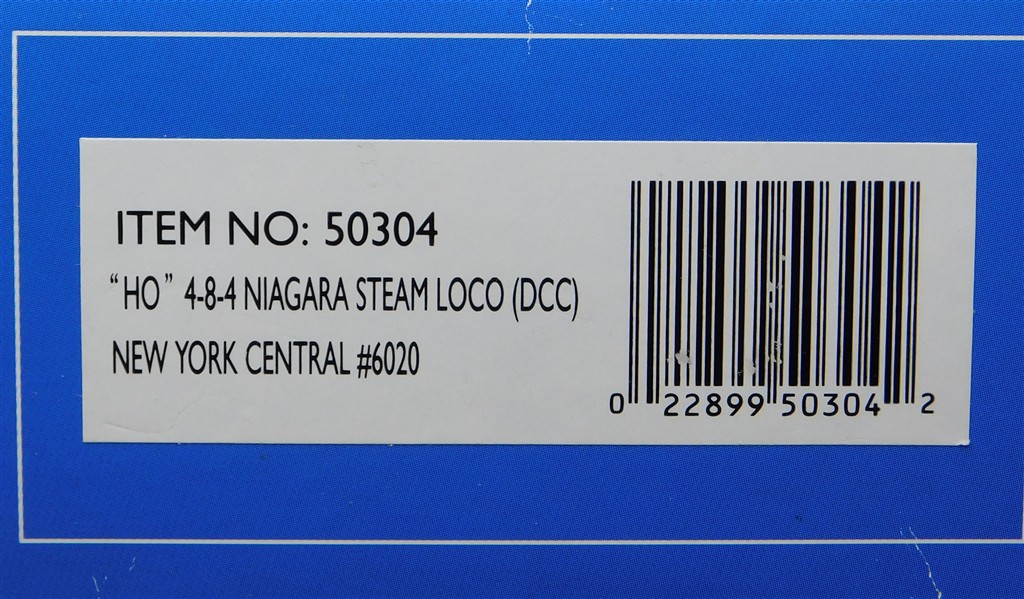 ITEM NO: 50304
"HO" 4-8-4 NIAGARA STEAM LOCO (DCC)
NEW YORK CENTRAL #6020
0 22899 50304 2